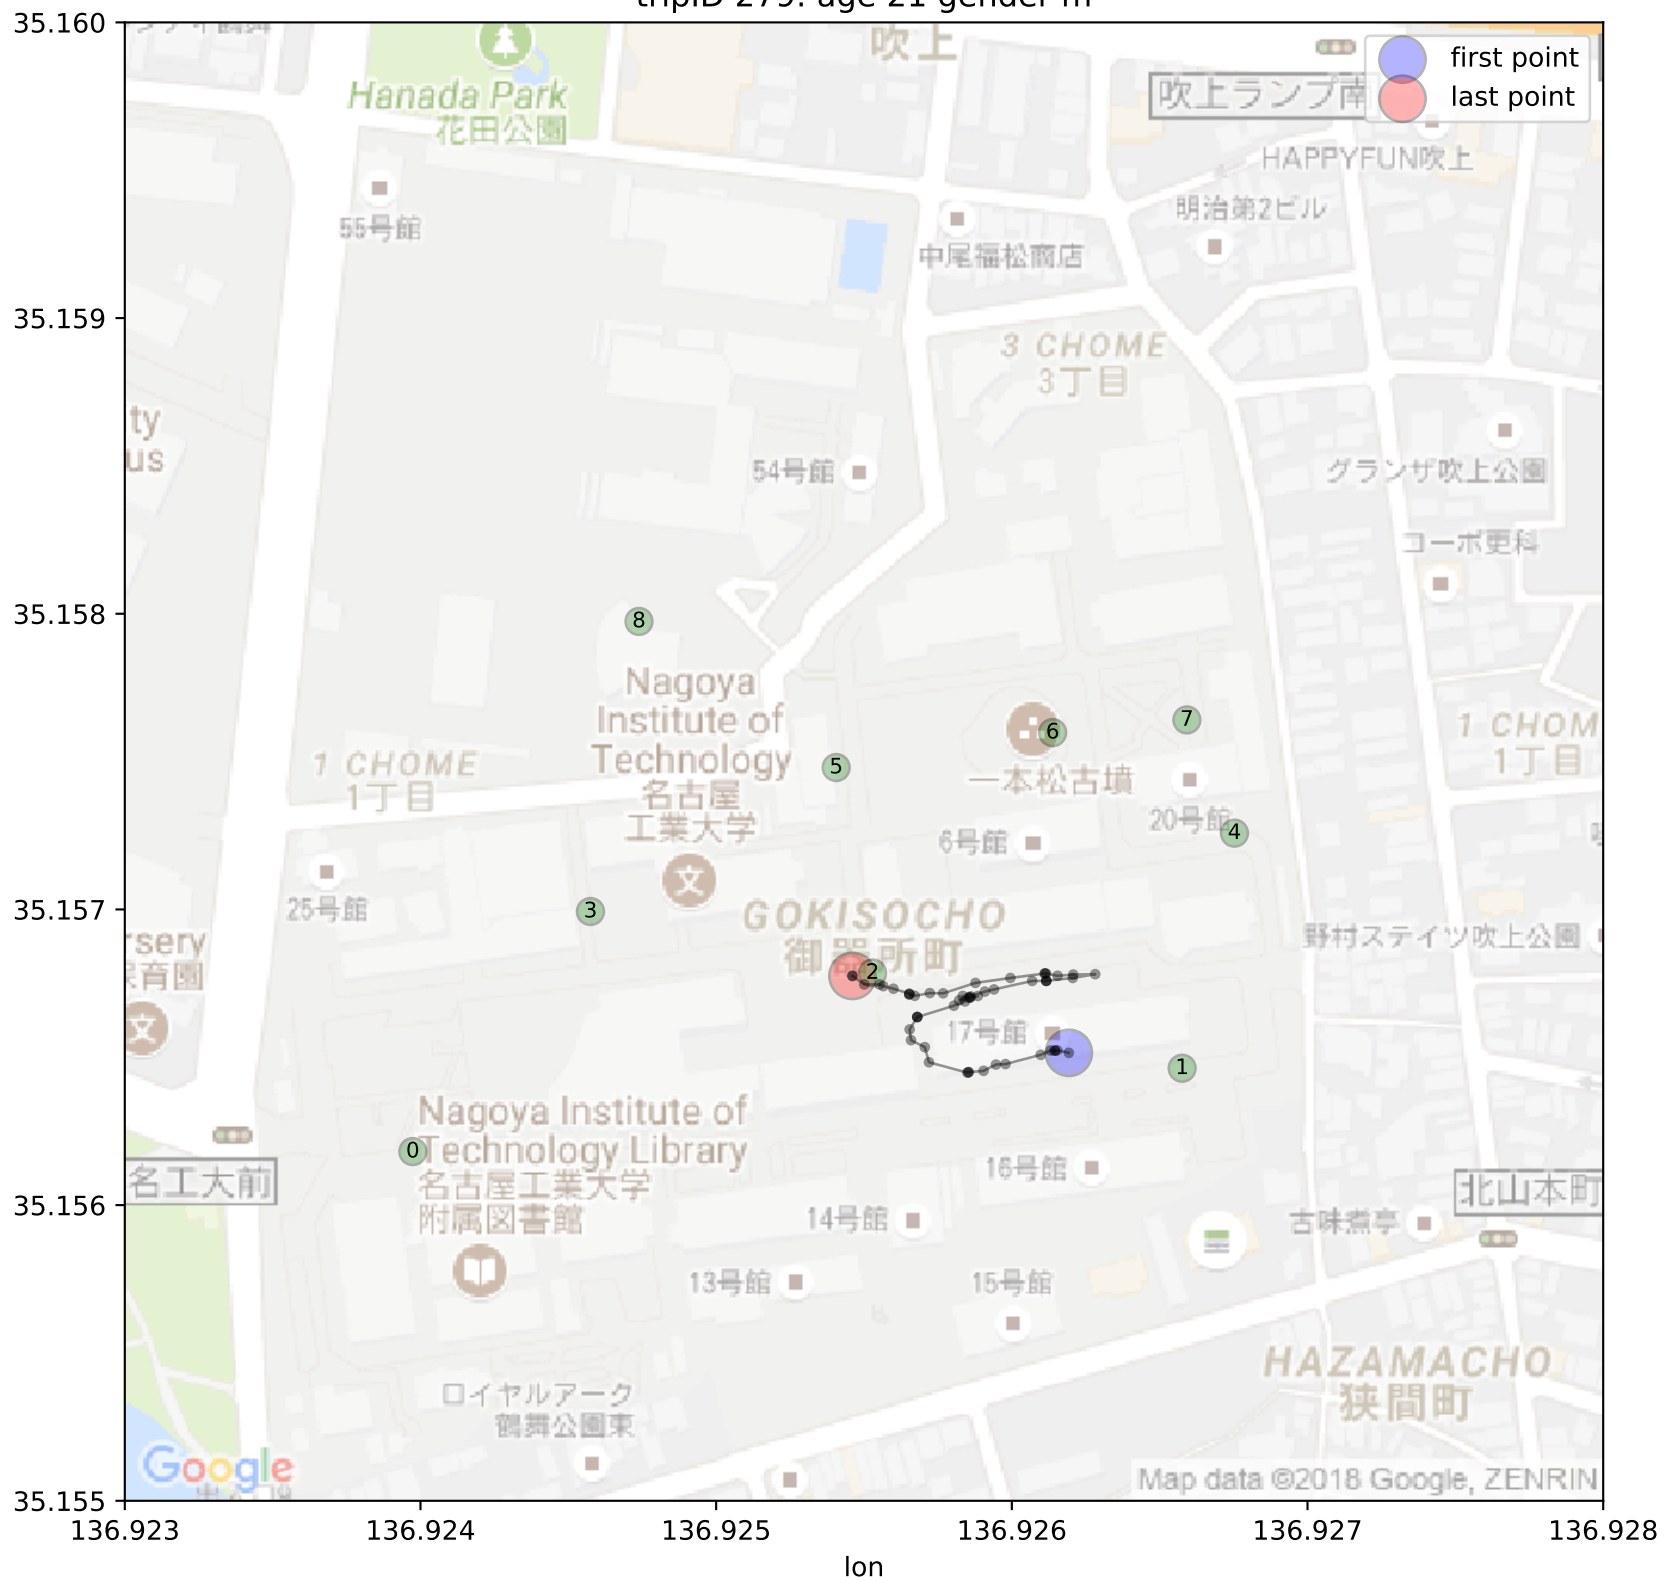 35.160
35.159
35.158
35.157
35.156
35.155
136.923
136.924
136.925
136.926
136.927
136.928
lon
first point
last point
吹上
吹上ランプ南
Hanada Park
花田公園
HAPPYFUN吹上
55号館
明治第2ビル
中尾福松商店
3 CHOME
3丁目
ty
us
54号館
グランザ吹上公園
コーポ更科
8
Nagoya
Institute of
Technology
名古屋
工業大学
1 CHOME
1丁目
5
6
7
一本松古墳
1 CHOM
1丁目
20号館
4
6号館
25号館
3
GOKISOCHO
御器所町
2
野村ステイツ吹上公園
rsery
保育園
17号館
1
Nagoya Institute of
Technology Library
名古屋工業大学
附属図書館
0
名工大前
16号館
北山本町
14号館
古味煮亭
13号館
15号館
HAZAMACHO
狭間町
ロイヤルアーク
鶴舞公園東
Google
Map data ©2018 Google, ZENRIN